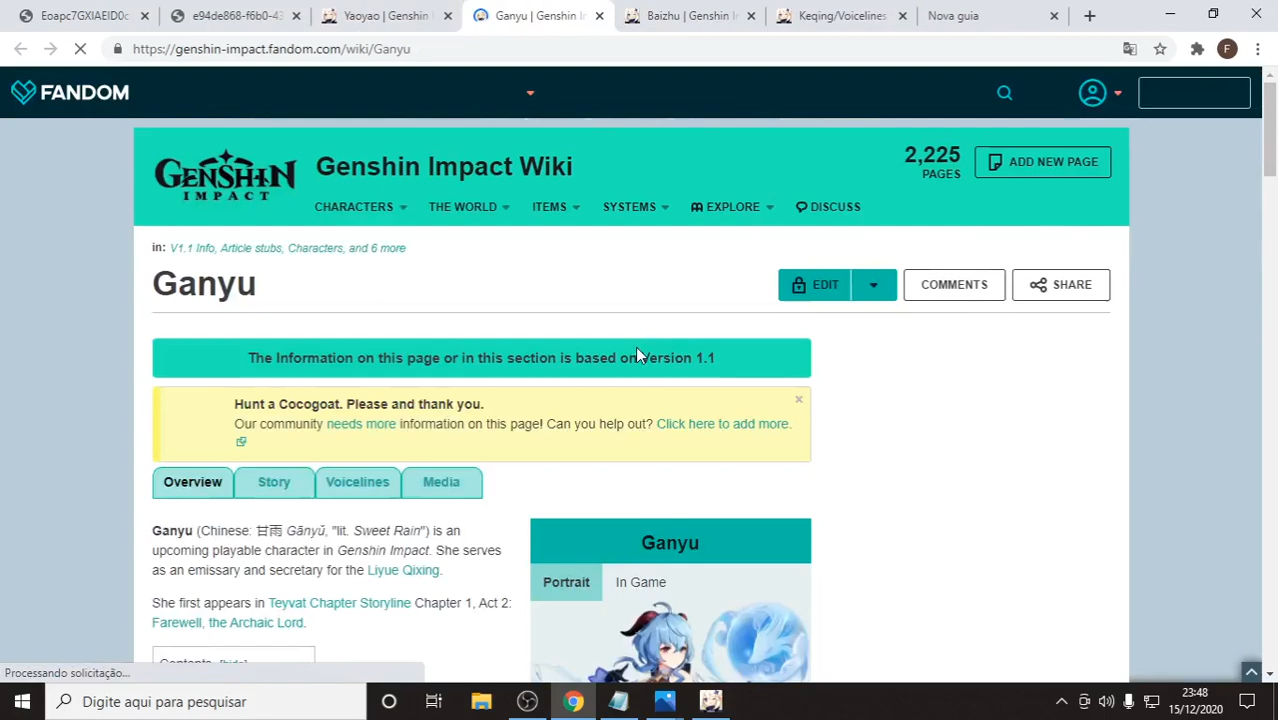 Eoapc7GXIAEID0c
e94de868-f6b0-43
Yaoyao | Genshin
Ganyu | Genshin In
Baizhu | Genshin In
Keqing/Voicelines
Nova guia
https://genshin-impact.fandom.com/wiki/Ganyu
F
FANDOM
GENSHIN
IMPACT
Genshin Impact Wiki
2,225
PAGES
ADD NEW PAGE
CHARACTERS
THE WORLD
ITEMS
SYSTEMS
EXPLORE
DISCUSS
in: V1.1 Info, Article stubs, Characters, and 6 more
Ganyu
EDIT
COMMENTS
SHARE
The Information on this page or in this section is based on Version 1.1
Hunt a Cocogoat. Please and thank you.
Our community needs more information on this page! Can you help out? Click here to add more.
Overview
Story
Voicelines
Media
Ganyu (Chinese: 甘雨 Gānyǔ, "lit. Sweet Rain") is an
upcoming playable character in Genshin Impact. She serves
as an emissary and secretary for the Liyue Qixing.
She first appears in Teyvat Chapter Storyline Chapter 1, Act 2:
Farewell, the Archaic Lord.
Contents [hide]
Ganyu
Portrait
In Game
Processando solicitação...
Digite aqui para pesquisar
23:48
15/12/2020